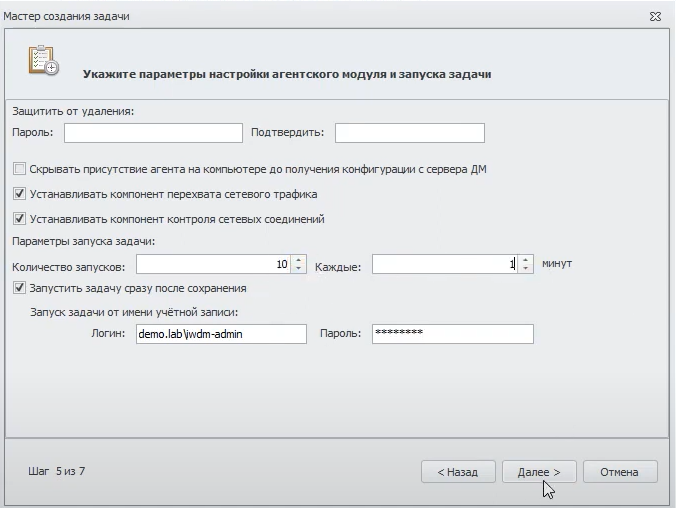 Мастер создания задачи
Укажите параметры настройки агентского модуля и запуска задачи
Защитить от удаления:
Пароль: Подтвердить:
Скрывать присутствие агента на компьютере до получения конфигурации с сервера ДМ
Устанавливать компонент перехвата сетевого трафика
Устанавливать компонент контроля сетевых соединений
Параметры запуска задачи:
Количество запусков: 10 Каждые: 1 минут
Запустить задачу сразу после сохранения
Запуск задачи от имени учётной записи:
Логин: demo.lab\iwdm-admin Пароль: ********
Шаг 5 из 7 < Назад Далее > Отмена